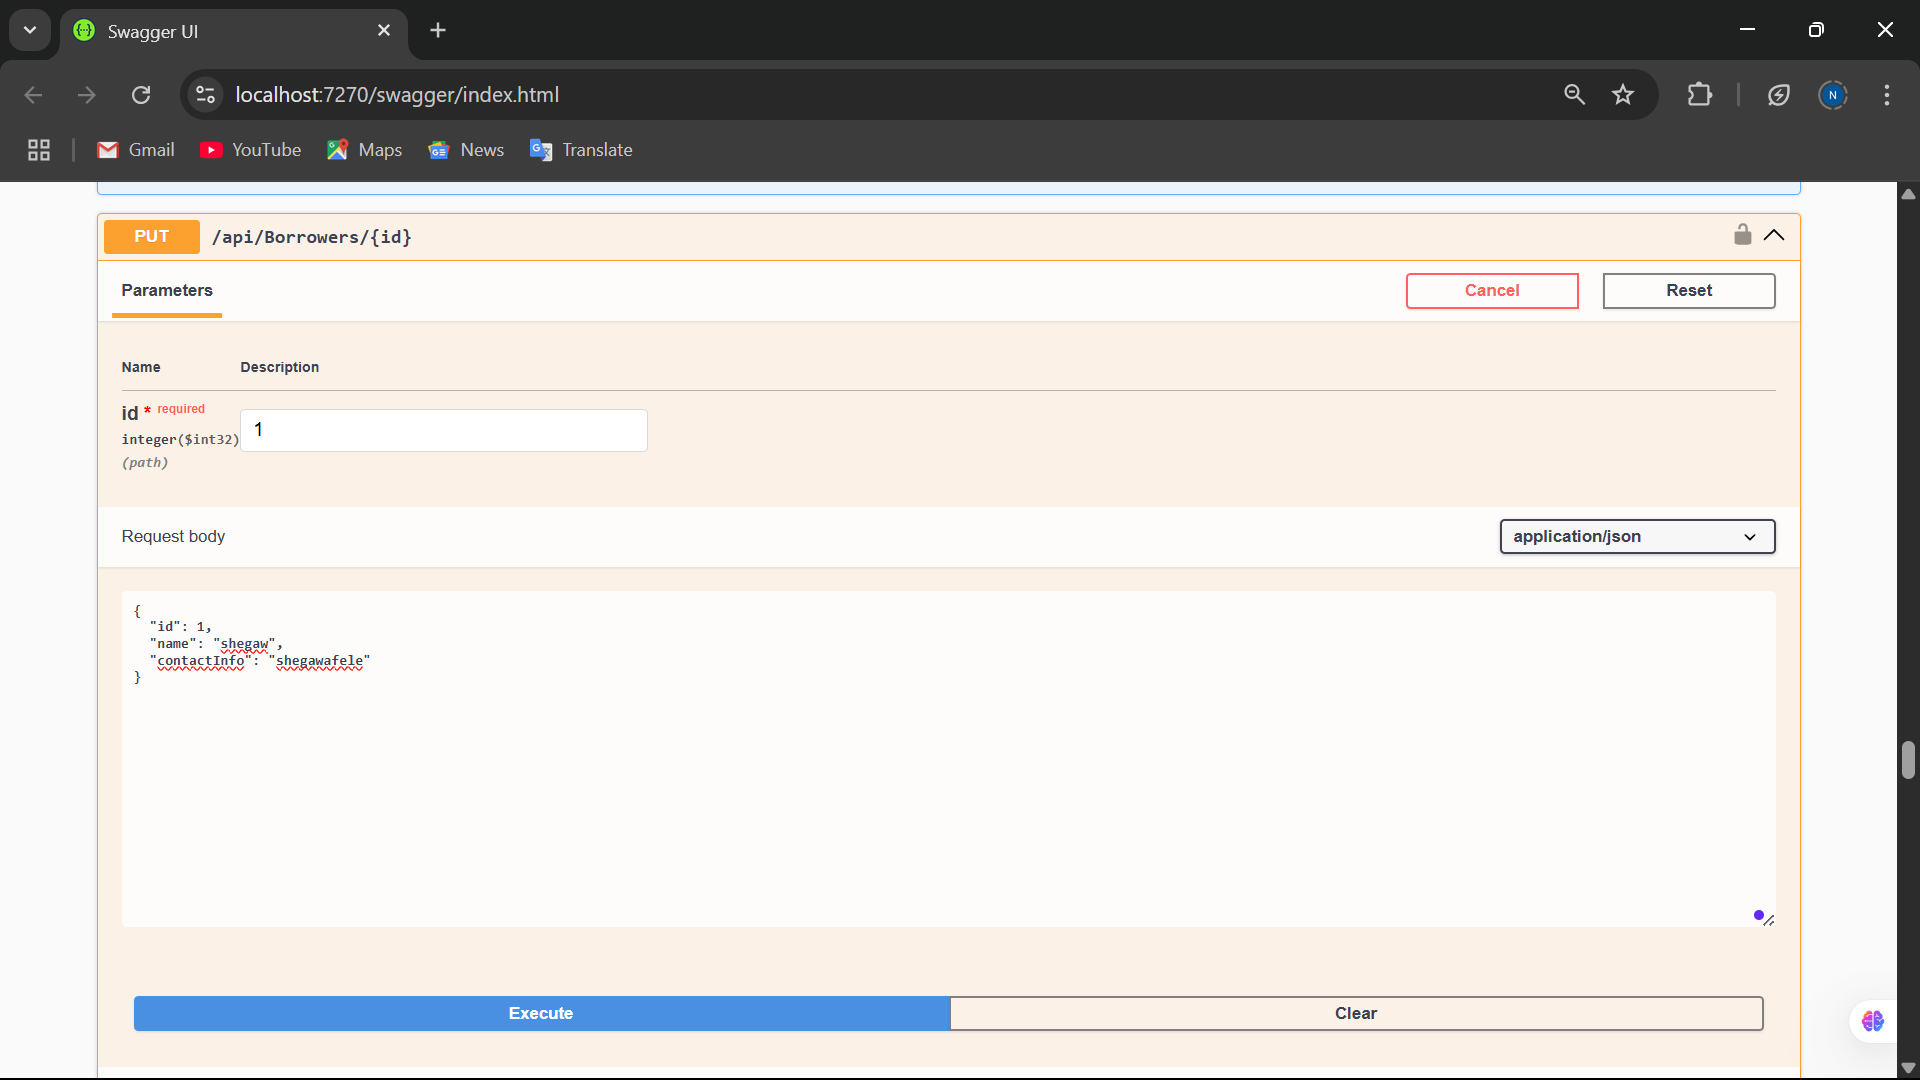 Swagger UI
localhost:7270/swagger/index.html
N
Gmail
YouTube
Maps
News
Translate
PUT /api/Borrowers/{id}
Parameters
Cancel
Reset
Name Description
id * required
integer($int32)
(path)
1
Request body
application/json
{
"id": 1,
"name": "shegaw",
"contactInfo": "shegawafele"
}
Execute
Clear